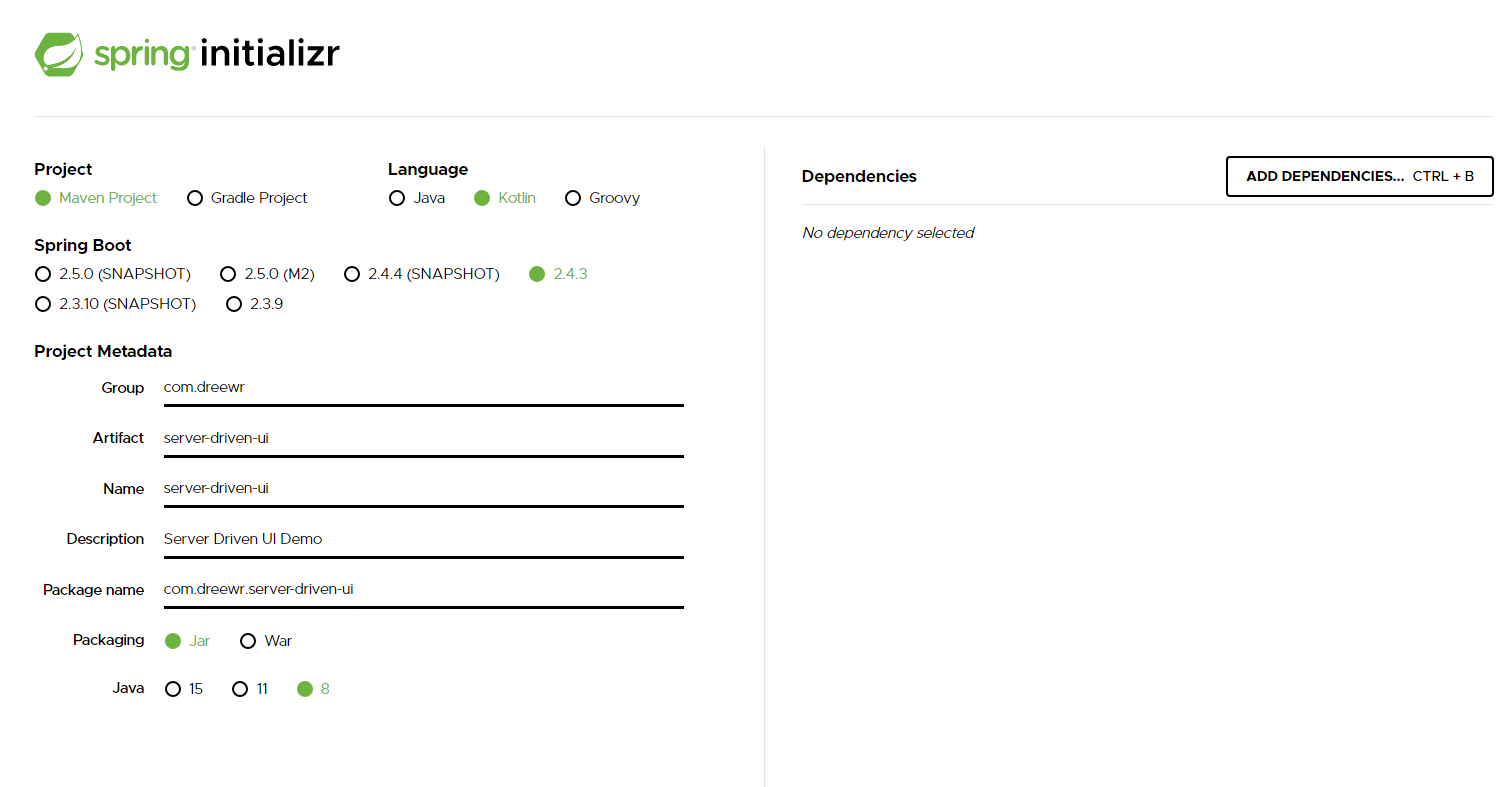 spring initializr
Project
Maven Project Gradle Project
Language
Java Kotlin Groovy
Spring Boot
2.5.0 (SNAPSHOT) 2.5.0 (M2) 2.4.4 (SNAPSHOT) 2.4.3
2.3.10 (SNAPSHOT) 2.3.9
Project Metadata
Group com.dreewr
Artifact server-driven-ui
Name server-driven-ui
Description Server Driven UI Demo
Package name com.dreewr.server-driven-ui
Packaging Jar War
Java 15 11 8
Dependencies
ADD DEPENDENCIES... CTRL + B
No dependency selected